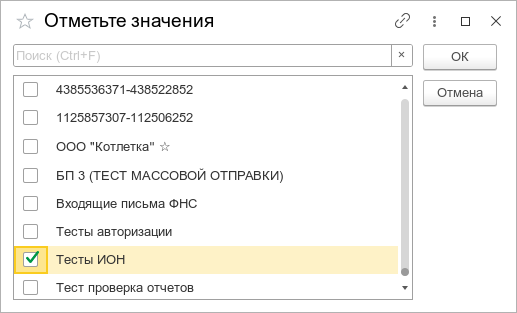 Отметьте значения
Поиск (Ctrl+F)
×
ОК
Отмена
4385536371-438522852
1125857307-112506252
ООО "Котлетка" ☆
БП 3 (ТЕСТ МАССОВОЙ ОТПРАВКИ)
Входящие письма ФНС
Тесты авторизации
Тесты ИОН
Тест проверка отчетов